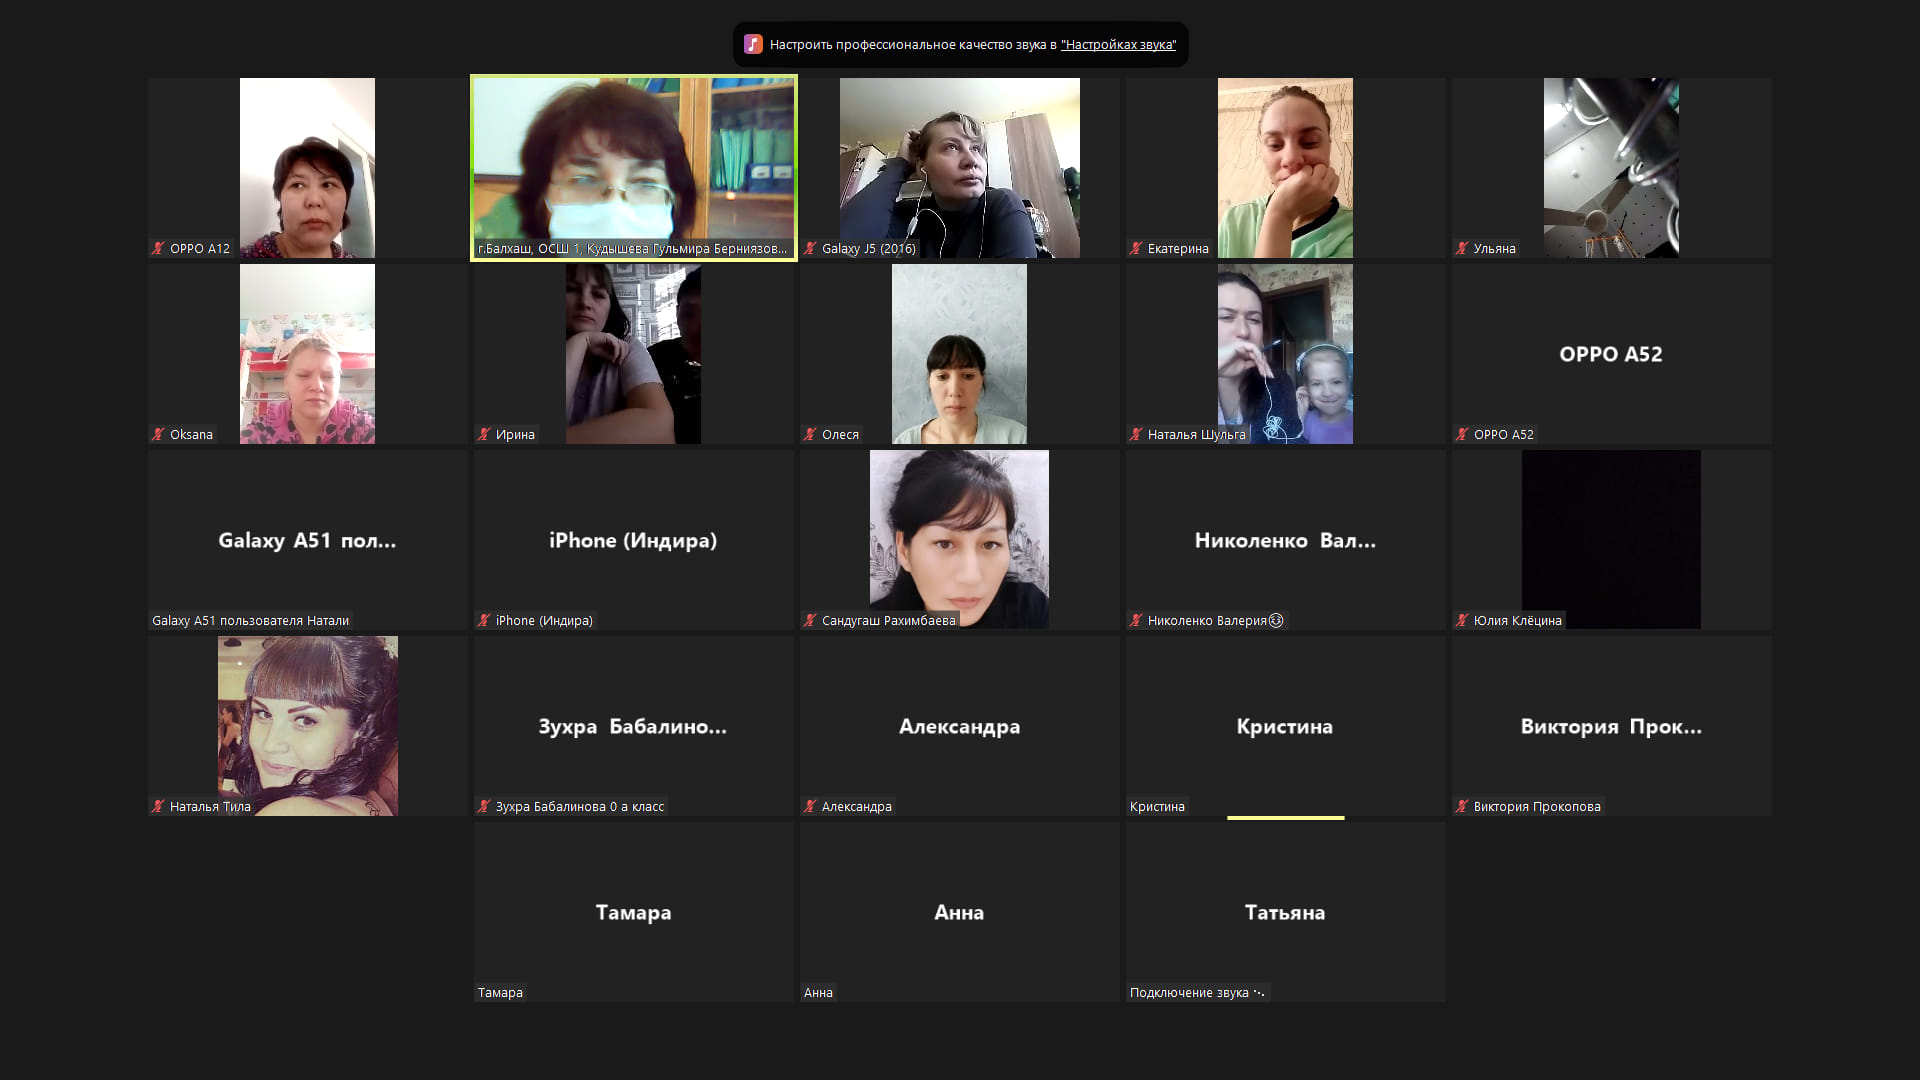 Настроить профессиональное качество звука в "Настройках звука"
OPPO A12
г.Балхаш, ОСШ 1, Кудышева Гульмира Берниязов...
Galaxy J5 (2016)
Екатерина
Ульяна
Oksana
Ирина
Олеся
Наталья Шульга
OPPO A52
OPPO A52
Galaxy A51 пол...
Galaxy A51 пользователя Натали
iPhone (Индира)
iPhone (Индира)
Сандугаш Рахимбаева
Николенко Вал...
Николенко Валерия
Юлия Клёцина
Наталья Тила
Зухра Бабалино...
Зухра Бабалинова 0 а класс
Александра
Александра
Кристина
Кристина
Виктория Прок...
Виктория Прокопова
Тамара
Тамара
Анна
Анна
Татьяна
Подключение звука